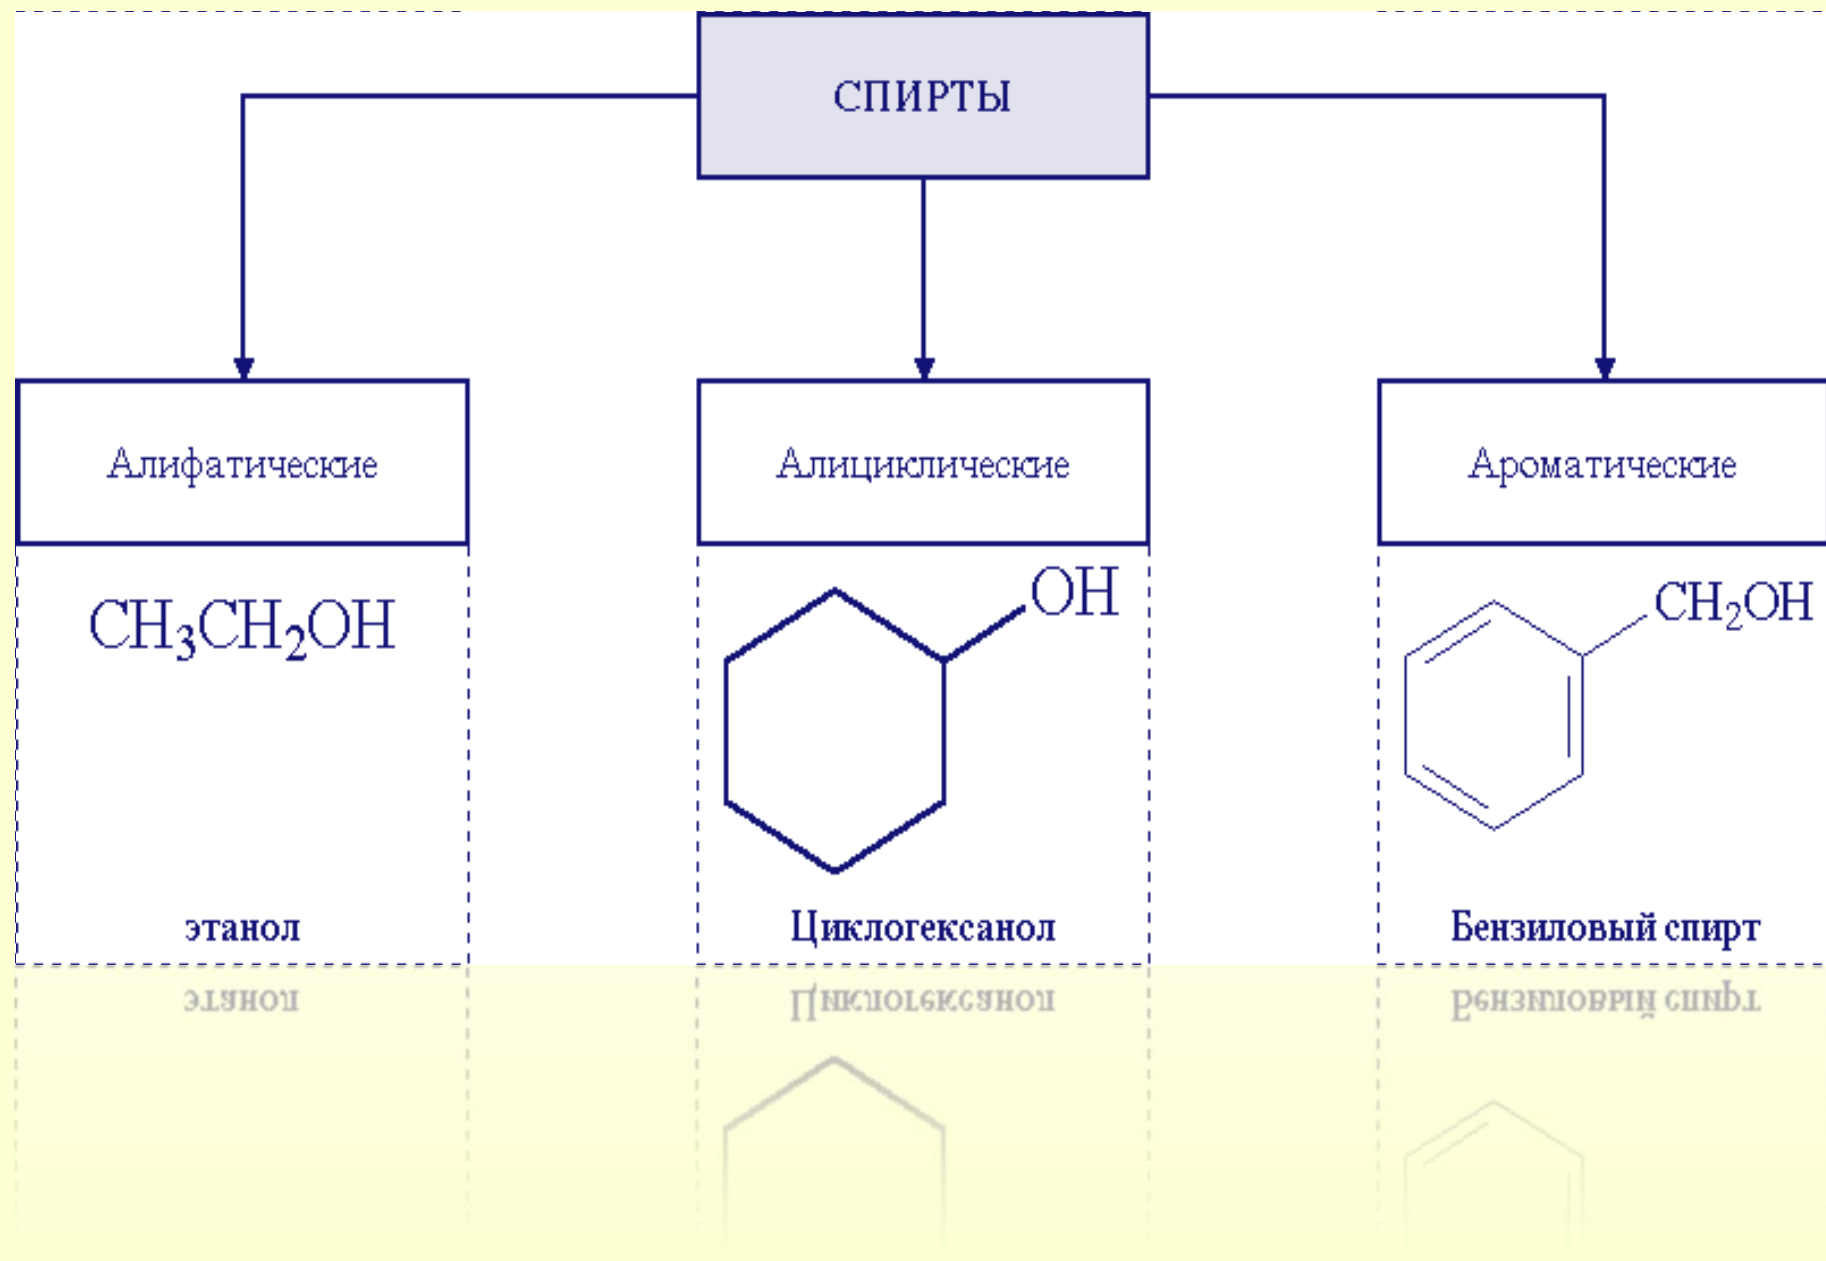 СПИРТЫ
Алифатические
Алициклические
Ароматические
CH₃CH₂OH
OH
CH₂OH
этанол
Циклогексанол
Бензиловый спирт